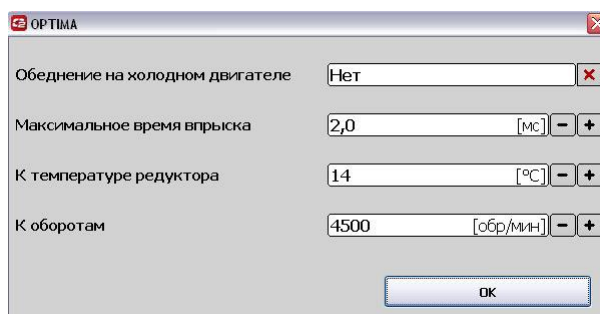 OPTIMA
Обеднение на холодном двигателе Нет
Максимальное время впрыска 2,0 [мс] - +
К температуре редуктора 14 [°C] - +
К оборотам 4500 [обр/мин] - +
OK